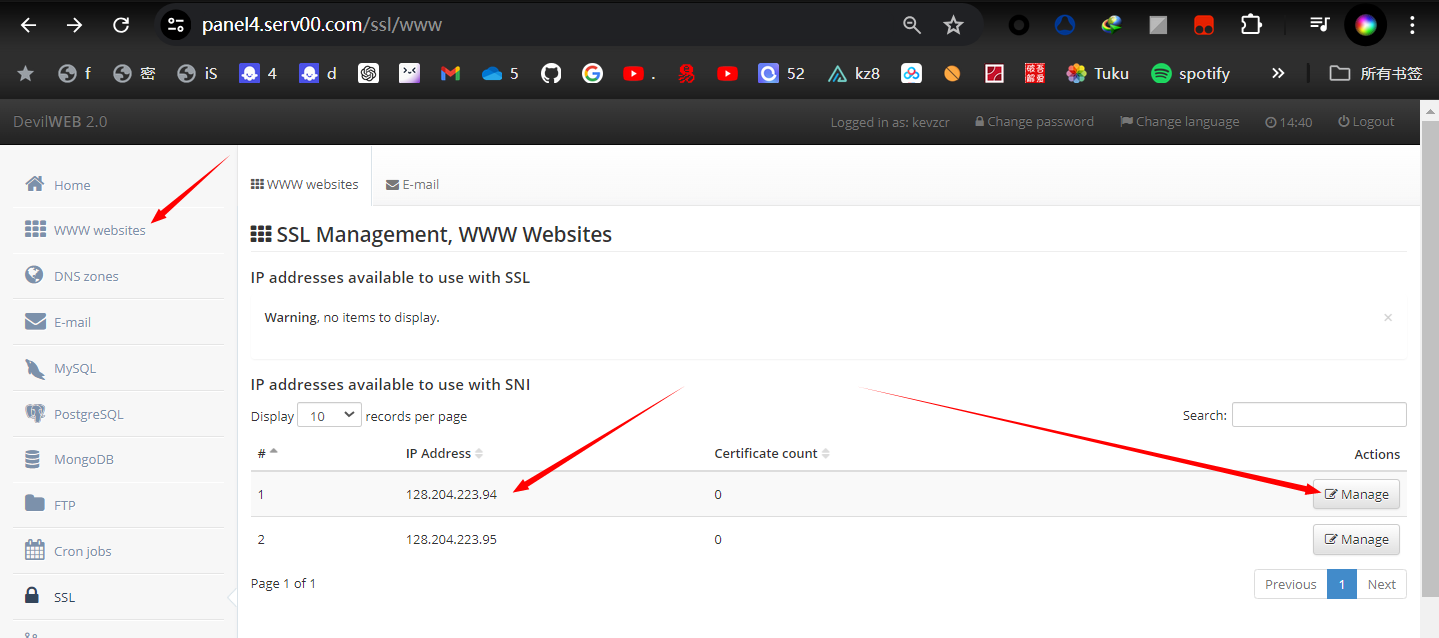 panel4.serv00.com/ssl/www
f 密 iS 4 d 5 . 52 kz8 破解 吾爱 Tuku spotify » 所有书签
DevilWEB 2.0 Logged in as: kevzcr Change password Change language 14:40 Logout
Home
WWW websites
DNS zones
E-mail
MySQL
PostgreSQL
MongoDB
FTP
Cron jobs
SSL
WWW websites E-mail
SSL Management, WWW Websites
IP addresses available to use with SSL
Warning, no items to display. ×
IP addresses available to use with SNI
Display 10 records per page Search:
# IP Address Certificate count Actions
1 128.204.223.94 0 Manage
2 128.204.223.95 0 Manage
Page 1 of 1 Previous 1 Next